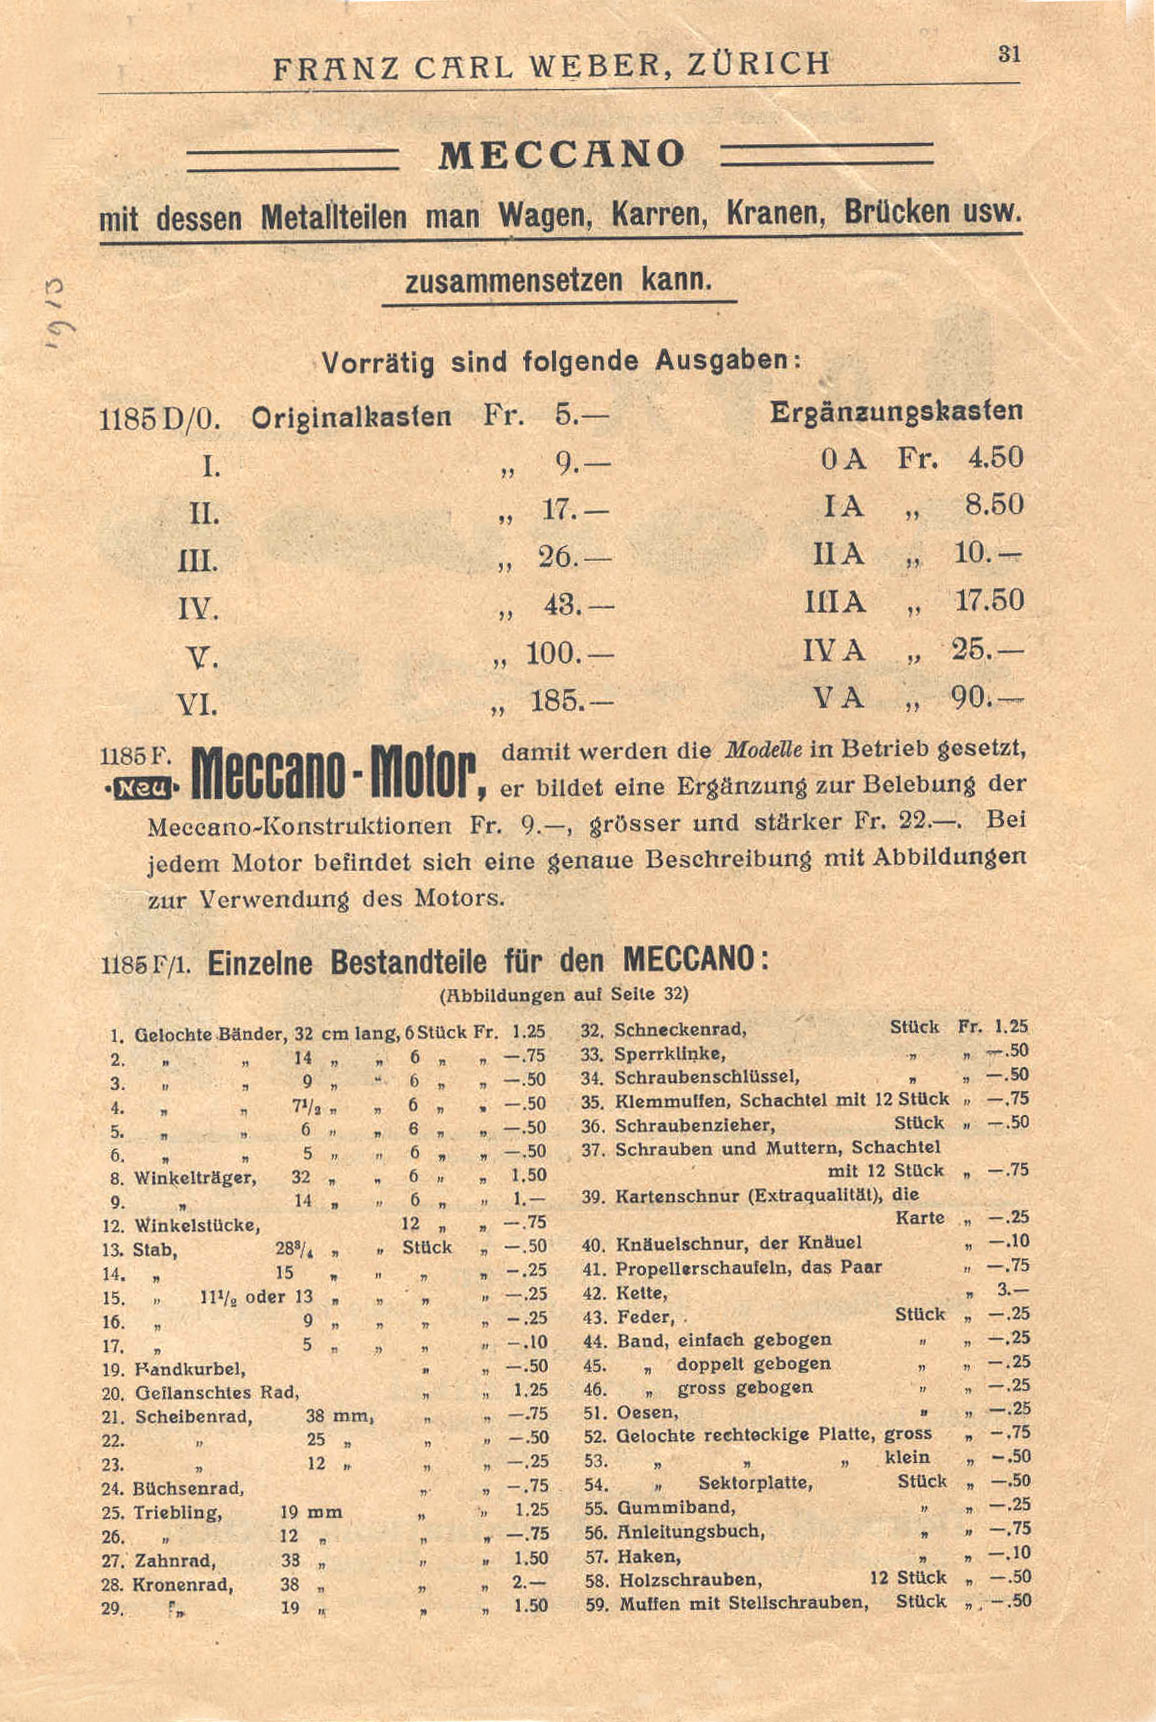 FRANZ CARL WEBER, ZÜRICH 31
MECCANO
mit dessen Metallteilen man Wagen, Karren, Kranen, Brücken usw.
zusammensetzen kann.
1913
Vorrätig sind folgende Ausgaben:
1185 D/0. Originalkasten Fr. 5.— Ergänzungskasten
I. „ 9.— 0 A Fr. 4.50
II. „ 17.— I A „ 8.50
III. „ 26.— II A „ 10.—
IV. „ 43.— III A „ 17.50
V. „ 100.— IV A „ 25.—
VI. „ 185.— V A „ 90.—
1185 F. Meccano-Motor, damit werden die Modelle in Betrieb gesetzt,
•Neu• er bildet eine Ergänzung zur Belebung der
Meccano-Konstruktionen Fr. 9.—, grösser und stärker Fr. 22.—. Bei
jedem Motor befindet sich eine genaue Beschreibung mit Abbildungen
zur Verwendung des Motors.
1185 F/1. Einzelne Bestandteile für den MECCANO:
(Abbildungen auf Seite 32)
1. Gelochte Bänder, 32 cm lang, 6 Stück Fr. 1.25
2. „ „ 14 „ „ 6 „ „ —.75
3. „ „ 9 „ „ 6 „ „ —.50
4. „ „ 7½ „ „ 6 „ „ —.50
5. „ „ 6 „ „ 6 „ „ —.50
6. „ „ 5 „ „ 6 „ „ —.50
8. Winkelträger, 32 „ „ 6 „ „ 1.50
9. „ 14 „ „ 6 „ „ 1.—
12. Winkelstücke, 12 „ „ —.75
13. Stab, 28¾ „ „ Stück „ —.50
14. „ 15 „ „ „ „ —.25
15. „ 11½ oder 13 „ „ „ „ —.25
16. „ 9 „ „ „ „ —.25
17. „ 5 „ „ „ „ —.10
19. Handkurbel, „ „ —.50
20. Geflanschtes Rad, „ „ 1.25
21. Scheibenrad, 38 mm, „ „ —.75
22. „ 25 „ „ „ —.50
23. „ 12 „ „ „ —.25
24. Büchsenrad, „ „ —.75
25. Triebling, 19 mm „ „ 1.25
26. „ 12 „ „ „ —.75
27. Zahnrad, 38 „ „ „ 1.50
28. Kronenrad, 38 „ „ „ 2.—
29. „ 19 „ „ „ 1.50
32. Schneckenrad, Stück Fr. 1.25
33. Sperrklinke, „ „ —.50
34. Schraubenschlüssel, „ „ —.50
35. Klemmuffen, Schachtel mit 12 Stück „ —.75
36. Schraubenzieher, Stück „ —.50
37. Schrauben und Muttern, Schachtel
mit 12 Stück „ —.75
39. Kartenschnur (Extraqualität), die
Karte „ —.25
40. Knäuelschnur, der Knäuel „ —.10
41. Propellerschaufeln, das Paar „ —.75
42. Kette, „ 3.—
43. Feder, Stück „ —.25
44. Band, einfach gebogen „ „ —.25
45. „ doppelt gebogen „ „ —.25
46. „ gross gebogen „ „ —.25
51. Oesen, „ „ —.25
52. Gelochte rechteckige Platte, gross „ —.75
53. „ „ „ klein „ —.50
54. „ Sektorplatte, Stück „ —.50
55. Gummiband, „ „ —.25
56. Anleitungsbuch, „ „ —.75
57. Haken, „ „ —.10
58. Holzschrauben, 12 Stück „ —.50
59. Muffen mit Stellschrauben, Stück „ —.50